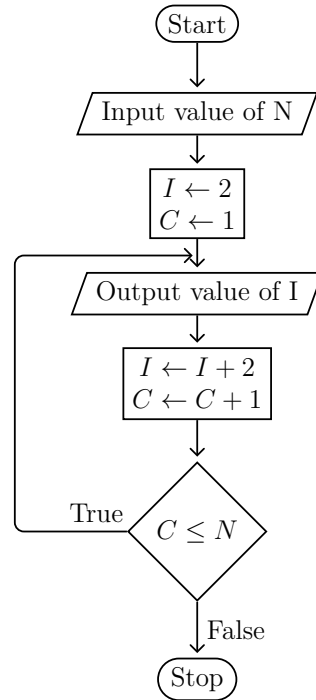 Start
Input value of N
I ← 2
C ← 1
Output value of I
I ← I + 2
C ← C + 1
True
C ≤ N
False
Stop